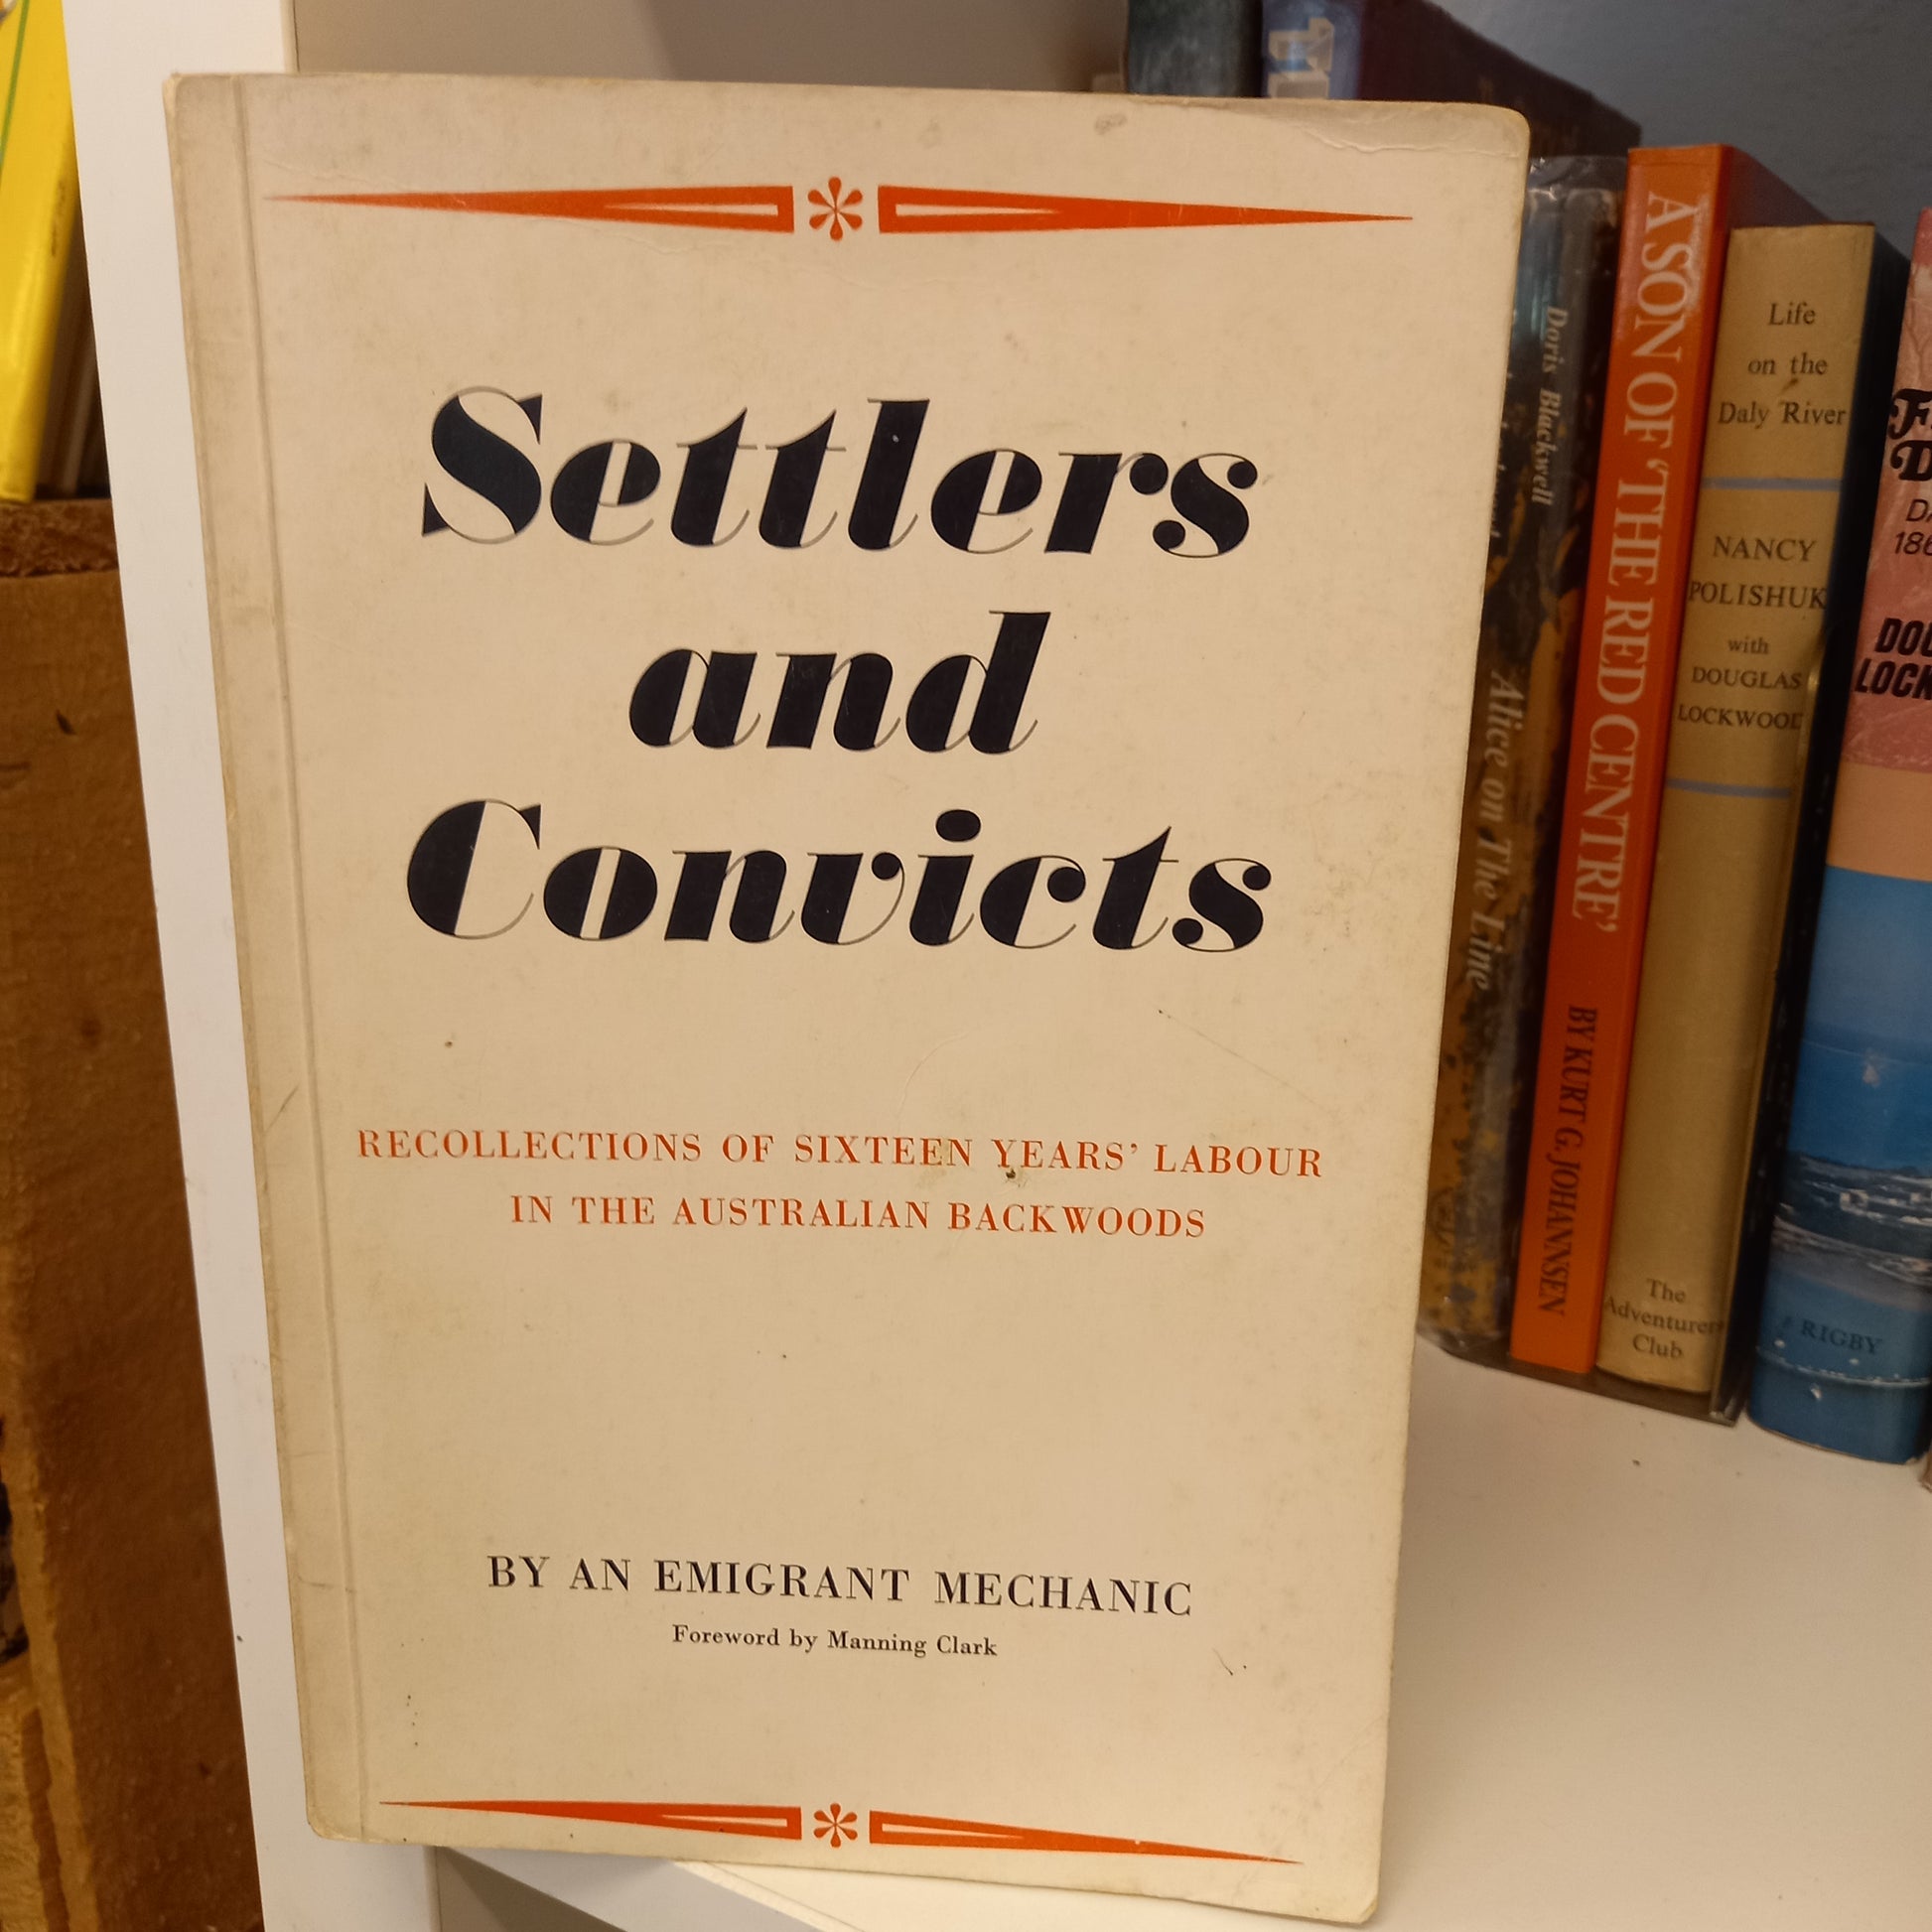 Settlers
and
Convicts
RECOLLECTIONS OF SIXTEEN YEARS' LABOUR
IN THE AUSTRALIAN BACKWOODS
BY AN EMIGRANT MECHANIC
Foreword by Manning Clark
Doris Blackwell
Alice on The Line
A SON OF 'THE RED CENTRE'
BY KURT G. JOHANNSEN
Life
on the
Daly River
NANCY
POLISHUK
with
DOUGLAS
LOCKWOOD
The
Adventurers
Club
RIGBY